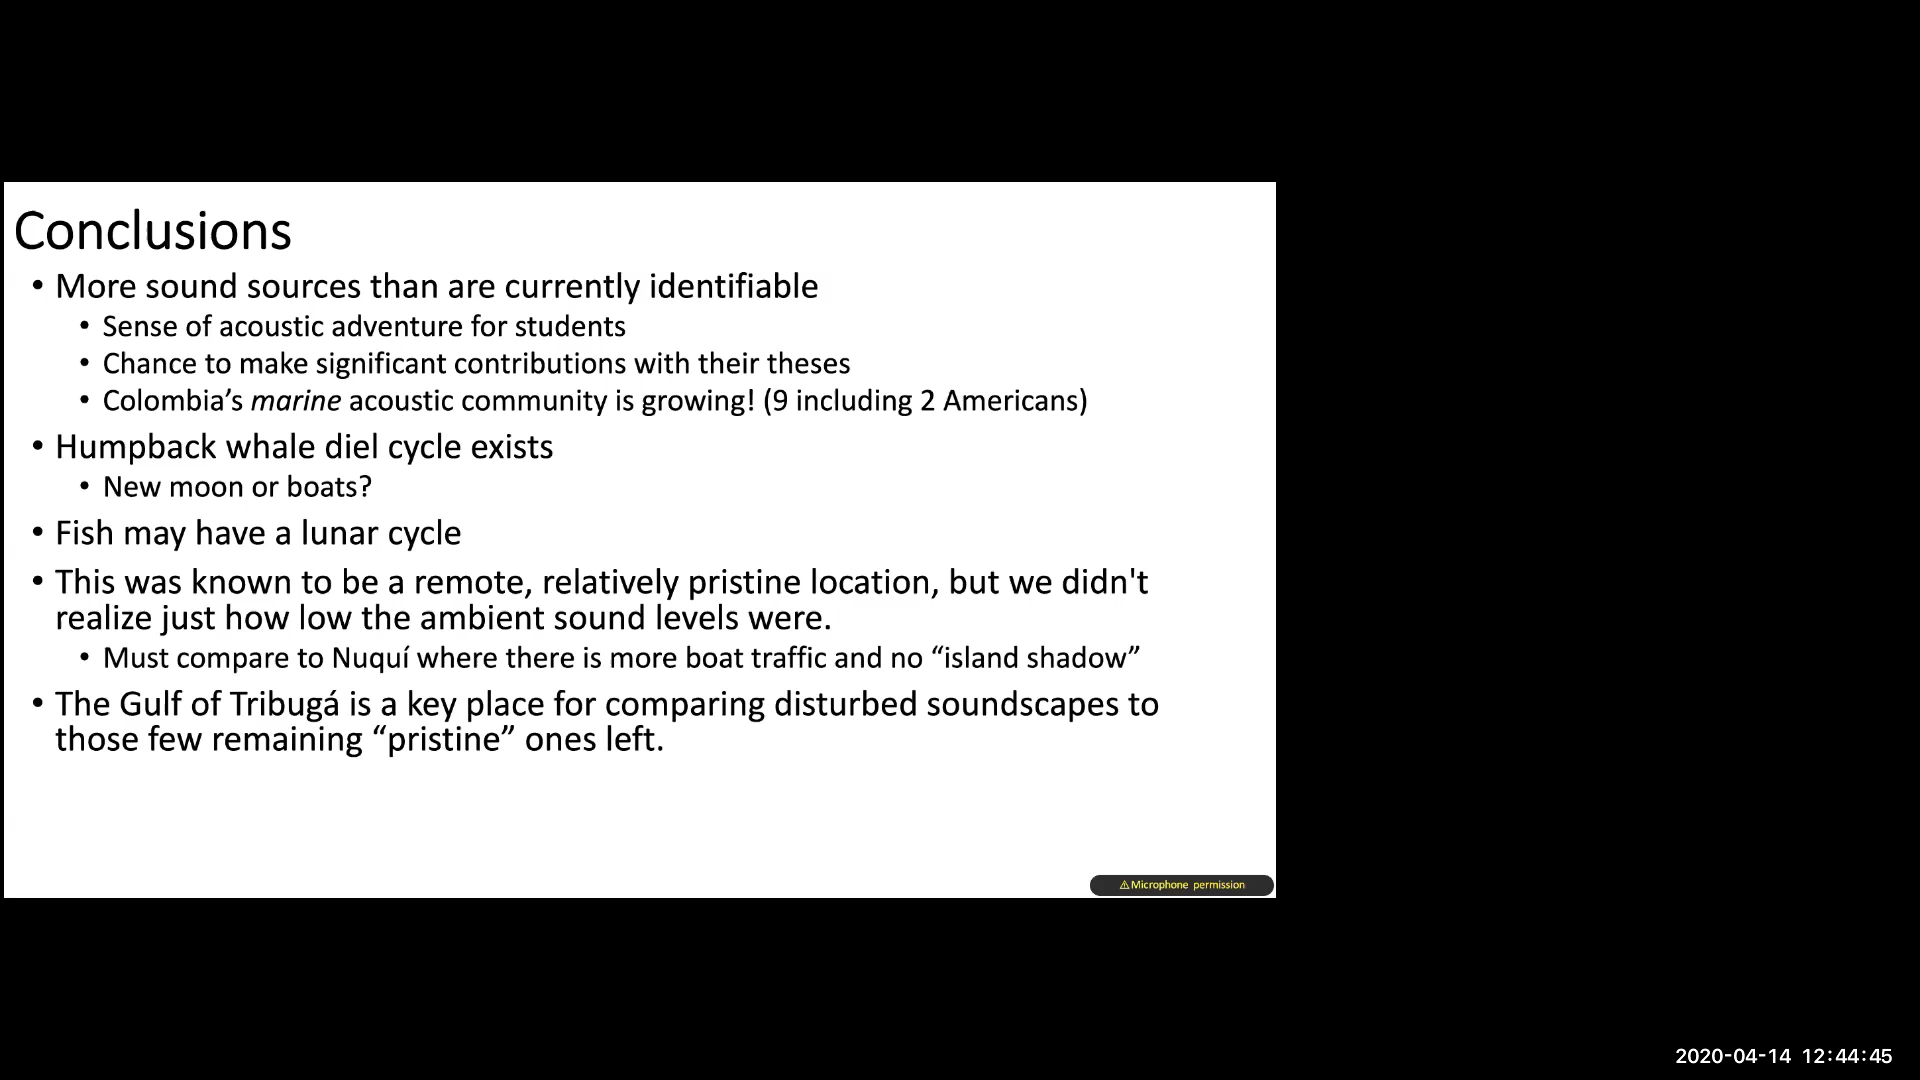 Conclusions
• More sound sources than are currently identifiable
• Sense of acoustic adventure for students
• Chance to make significant contributions with their theses
• Colombia’s marine acoustic community is growing! (9 including 2 Americans)
• Humpback whale diel cycle exists
• New moon or boats?
• Fish may have a lunar cycle
• This was known to be a remote, relatively pristine location, but we didn't
realize just how low the ambient sound levels were.
• Must compare to Nuquí where there is more boat traffic and no “island shadow”
• The Gulf of Tribugá is a key place for comparing disturbed soundscapes to
those few remaining “pristine” ones left.
⚠Microphone permission
2020-04-14 12:44:45